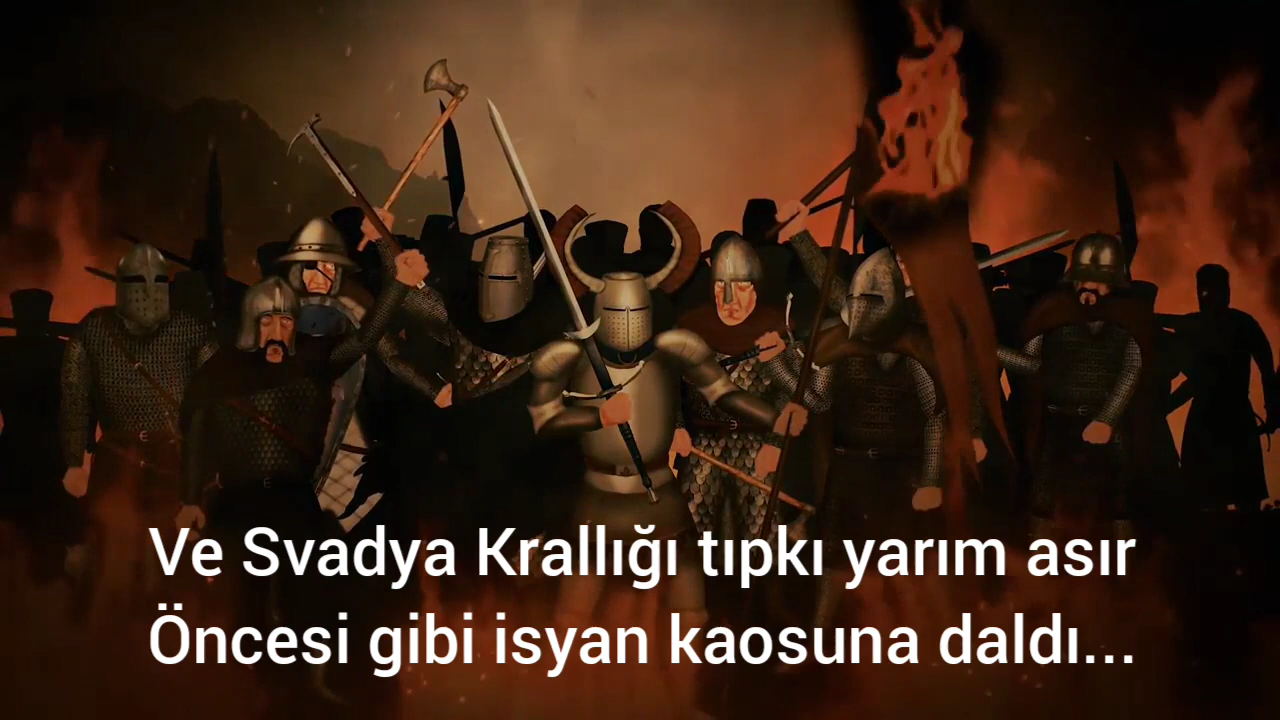 Ve Svadya Krallığı tıpkı yarım asır
Öncesi gibi isyan kaosuna daldı...